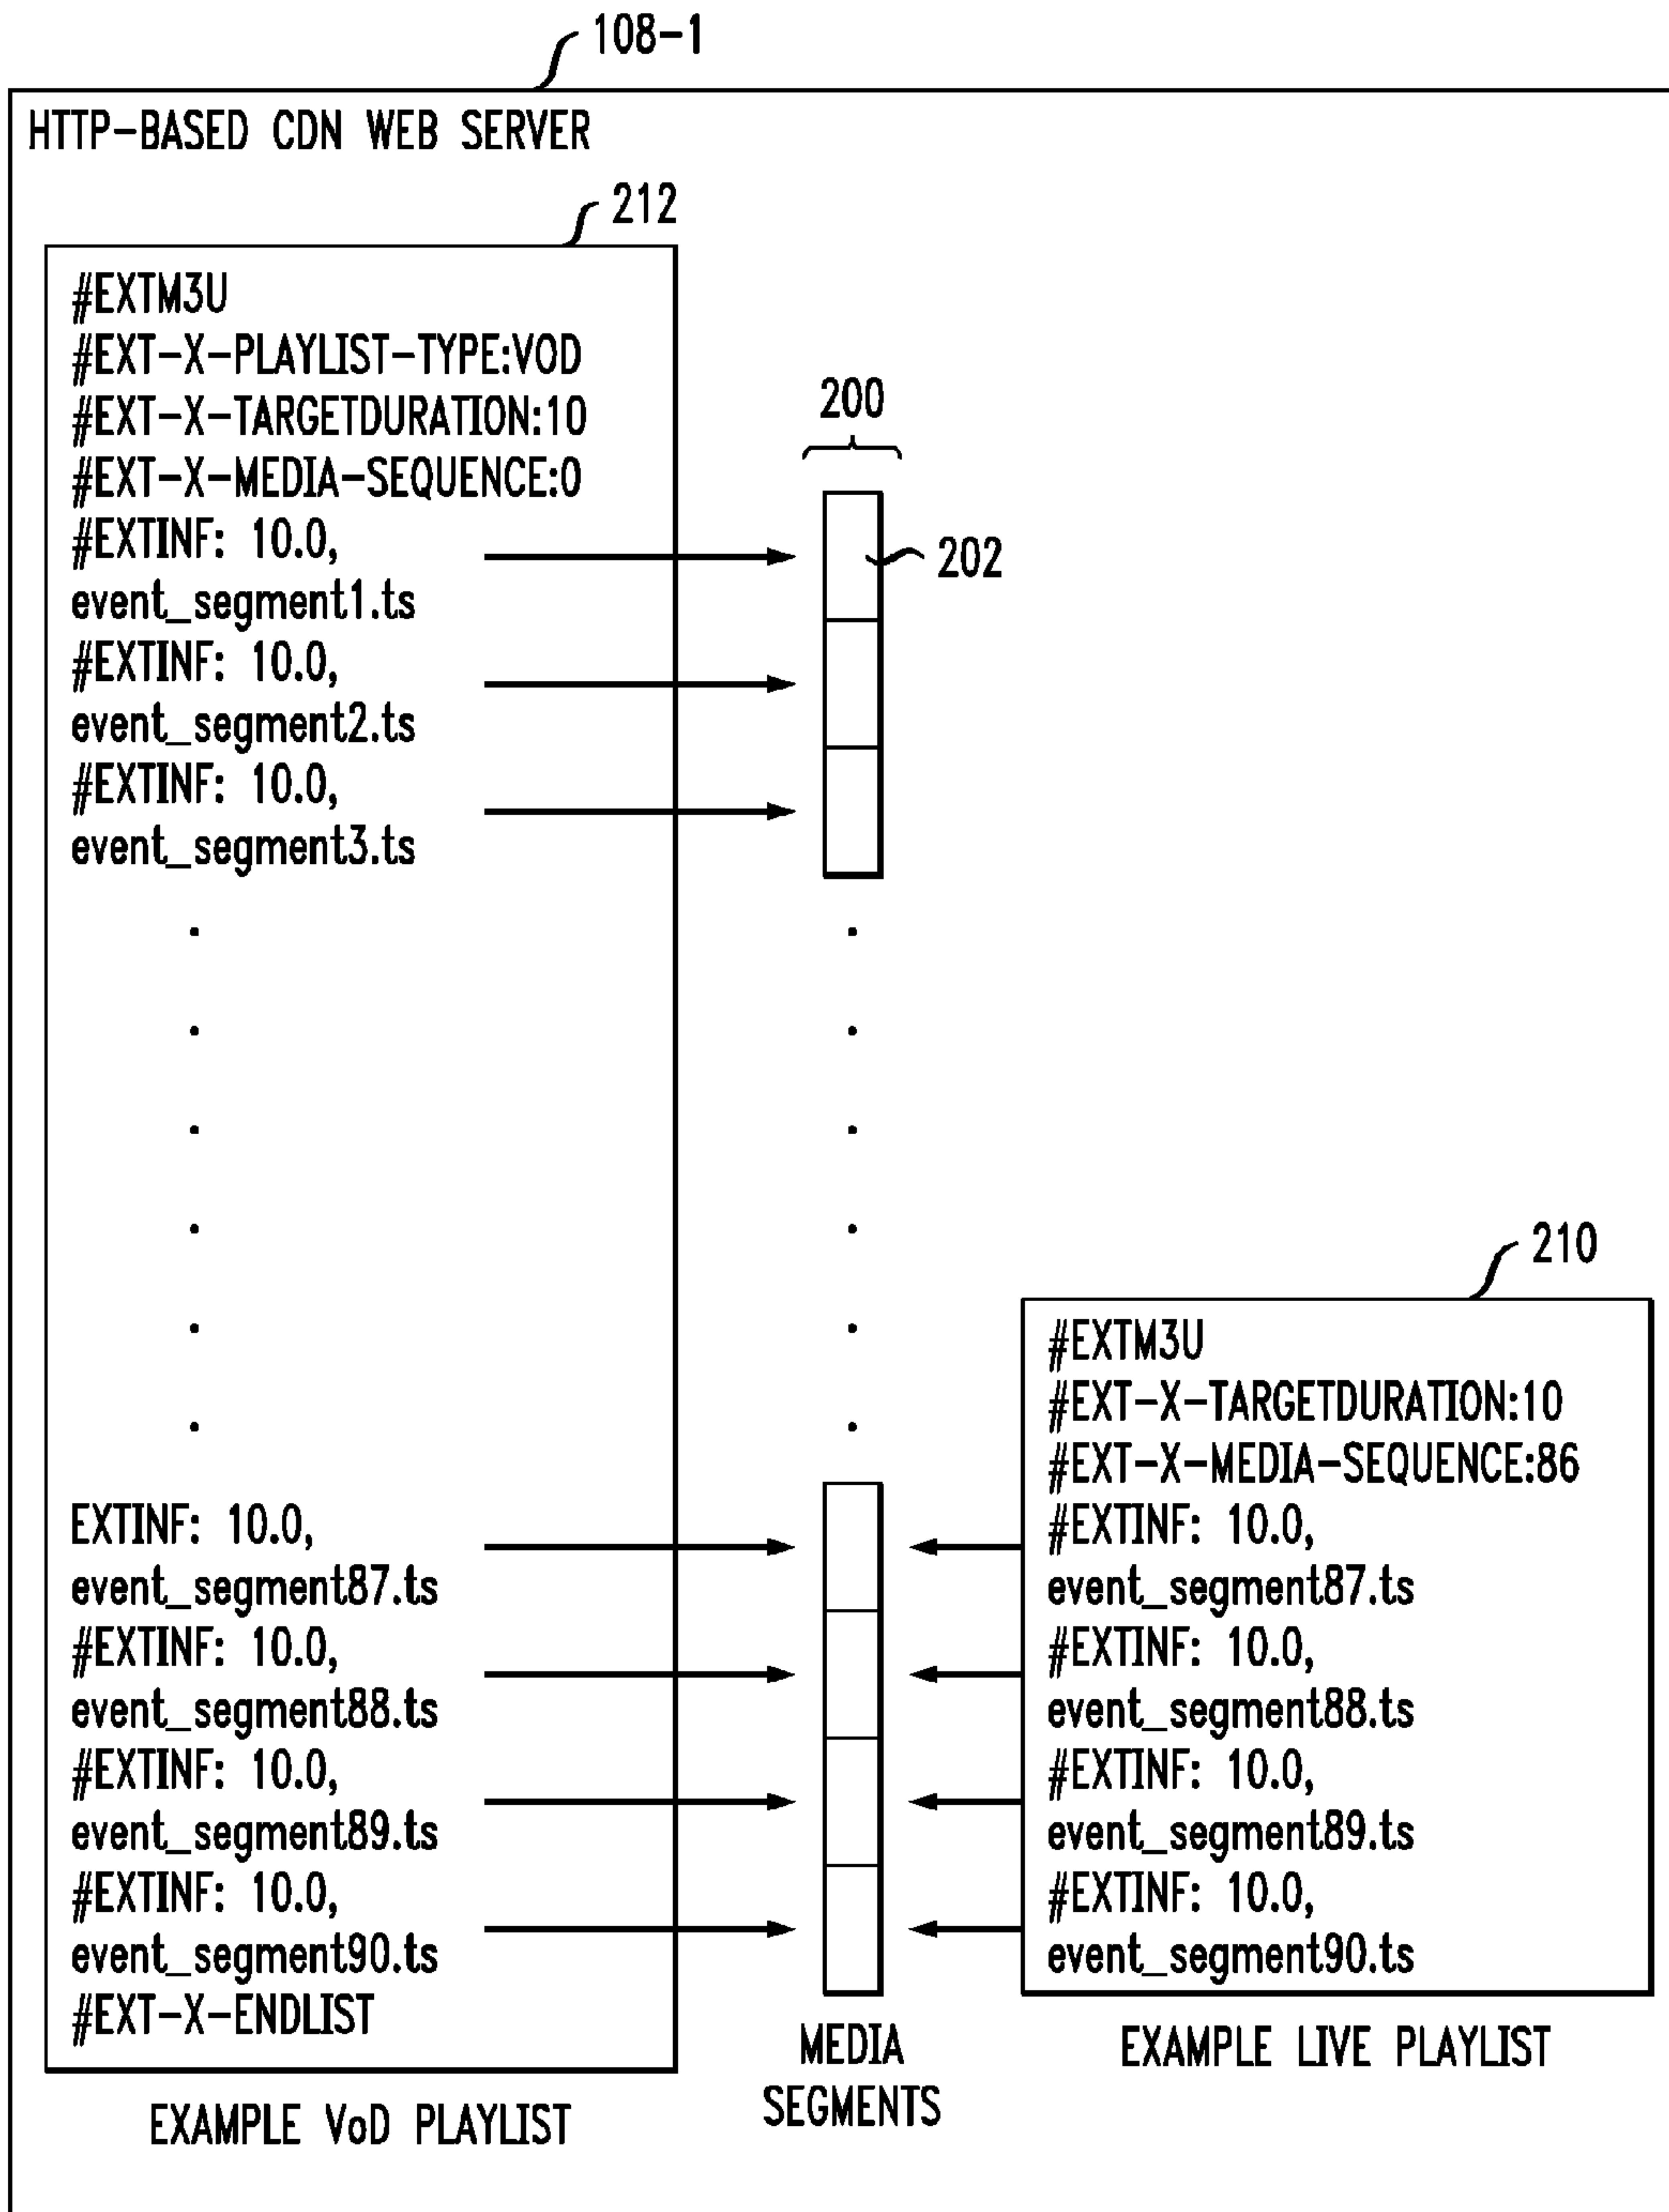 108-1
HTTP-BASED CDN WEB SERVER
212
#EXTM3U
#EXT-X-PLAYLIST-TYPE:VOD
#EXT-X-TARGETDURATION:10
#EXT-X-MEDIA-SEQUENCE:0
#EXTINF: 10.0,
event_segment1.ts
#EXTINF: 10.0,
event_segment2.ts
#EXTINF: 10.0,
event_segment3.ts
EXTINF: 10.0,
event_segment87.ts
#EXTINF: 10.0,
event_segment88.ts
#EXTINF: 10.0,
event_segment89.ts
#EXTINF: 10.0,
event_segment90.ts
#EXT-X-ENDLIST
EXAMPLE VoD PLAYLIST
200
202
MEDIA
SEGMENTS
210
#EXTM3U
#EXT-X-TARGETDURATION:10
#EXT-X-MEDIA-SEQUENCE:86
#EXTINF: 10.0,
event_segment87.ts
#EXTINF: 10.0,
event_segment88.ts
#EXTINF: 10.0,
event_segment89.ts
#EXTINF: 10.0,
event_segment90.ts
EXAMPLE LIVE PLAYLIST